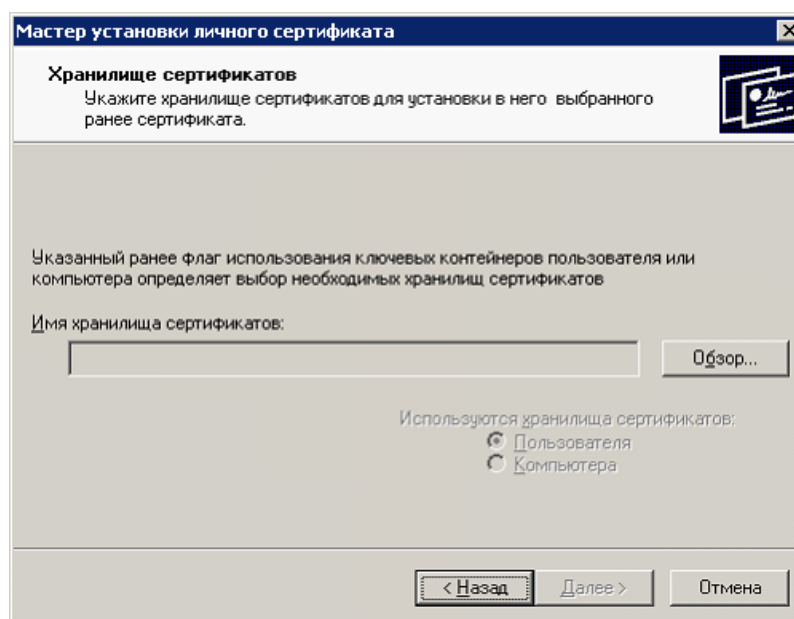 Мастер установки личного сертификата
Хранилище сертификатов
Укажите хранилище сертификатов для установки в него выбранного
ранее сертификата.
Указанный ранее флаг использования ключевых контейнеров пользователя или
компьютера определяет выбор необходимых хранилищ сертификатов
Имя хранилища сертификатов:
Обзор...
Используются хранилища сертификатов:
Пользователя
Компьютера
< Назад
Далее >
Отмена